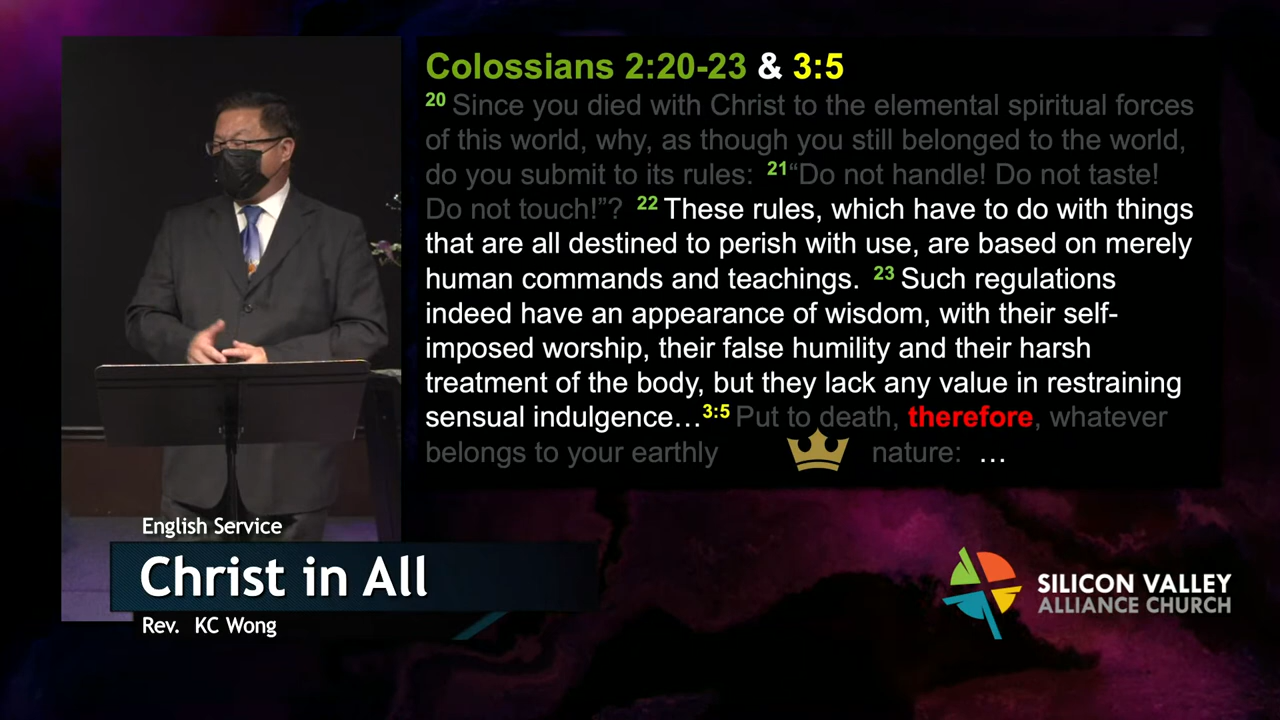 Colossians 2:20-23 & 3:5
20 Since you died with Christ to the elemental spiritual forces
of this world, why, as though you still belonged to the world,
do you submit to its rules: 21 “Do not handle! Do not taste!
Do not touch!”? 22 These rules, which have to do with things
that are all destined to perish with use, are based on merely
human commands and teachings. 23 Such regulations
indeed have an appearance of wisdom, with their self-
imposed worship, their false humility and their harsh
treatment of the body, but they lack any value in restraining
sensual indulgence…3:5 Put to death, therefore, whatever
belongs to your earthly nature: …
English Service
Christ in All
Rev. KC Wong
SILICON VALLEY
ALLIANCE CHURCH